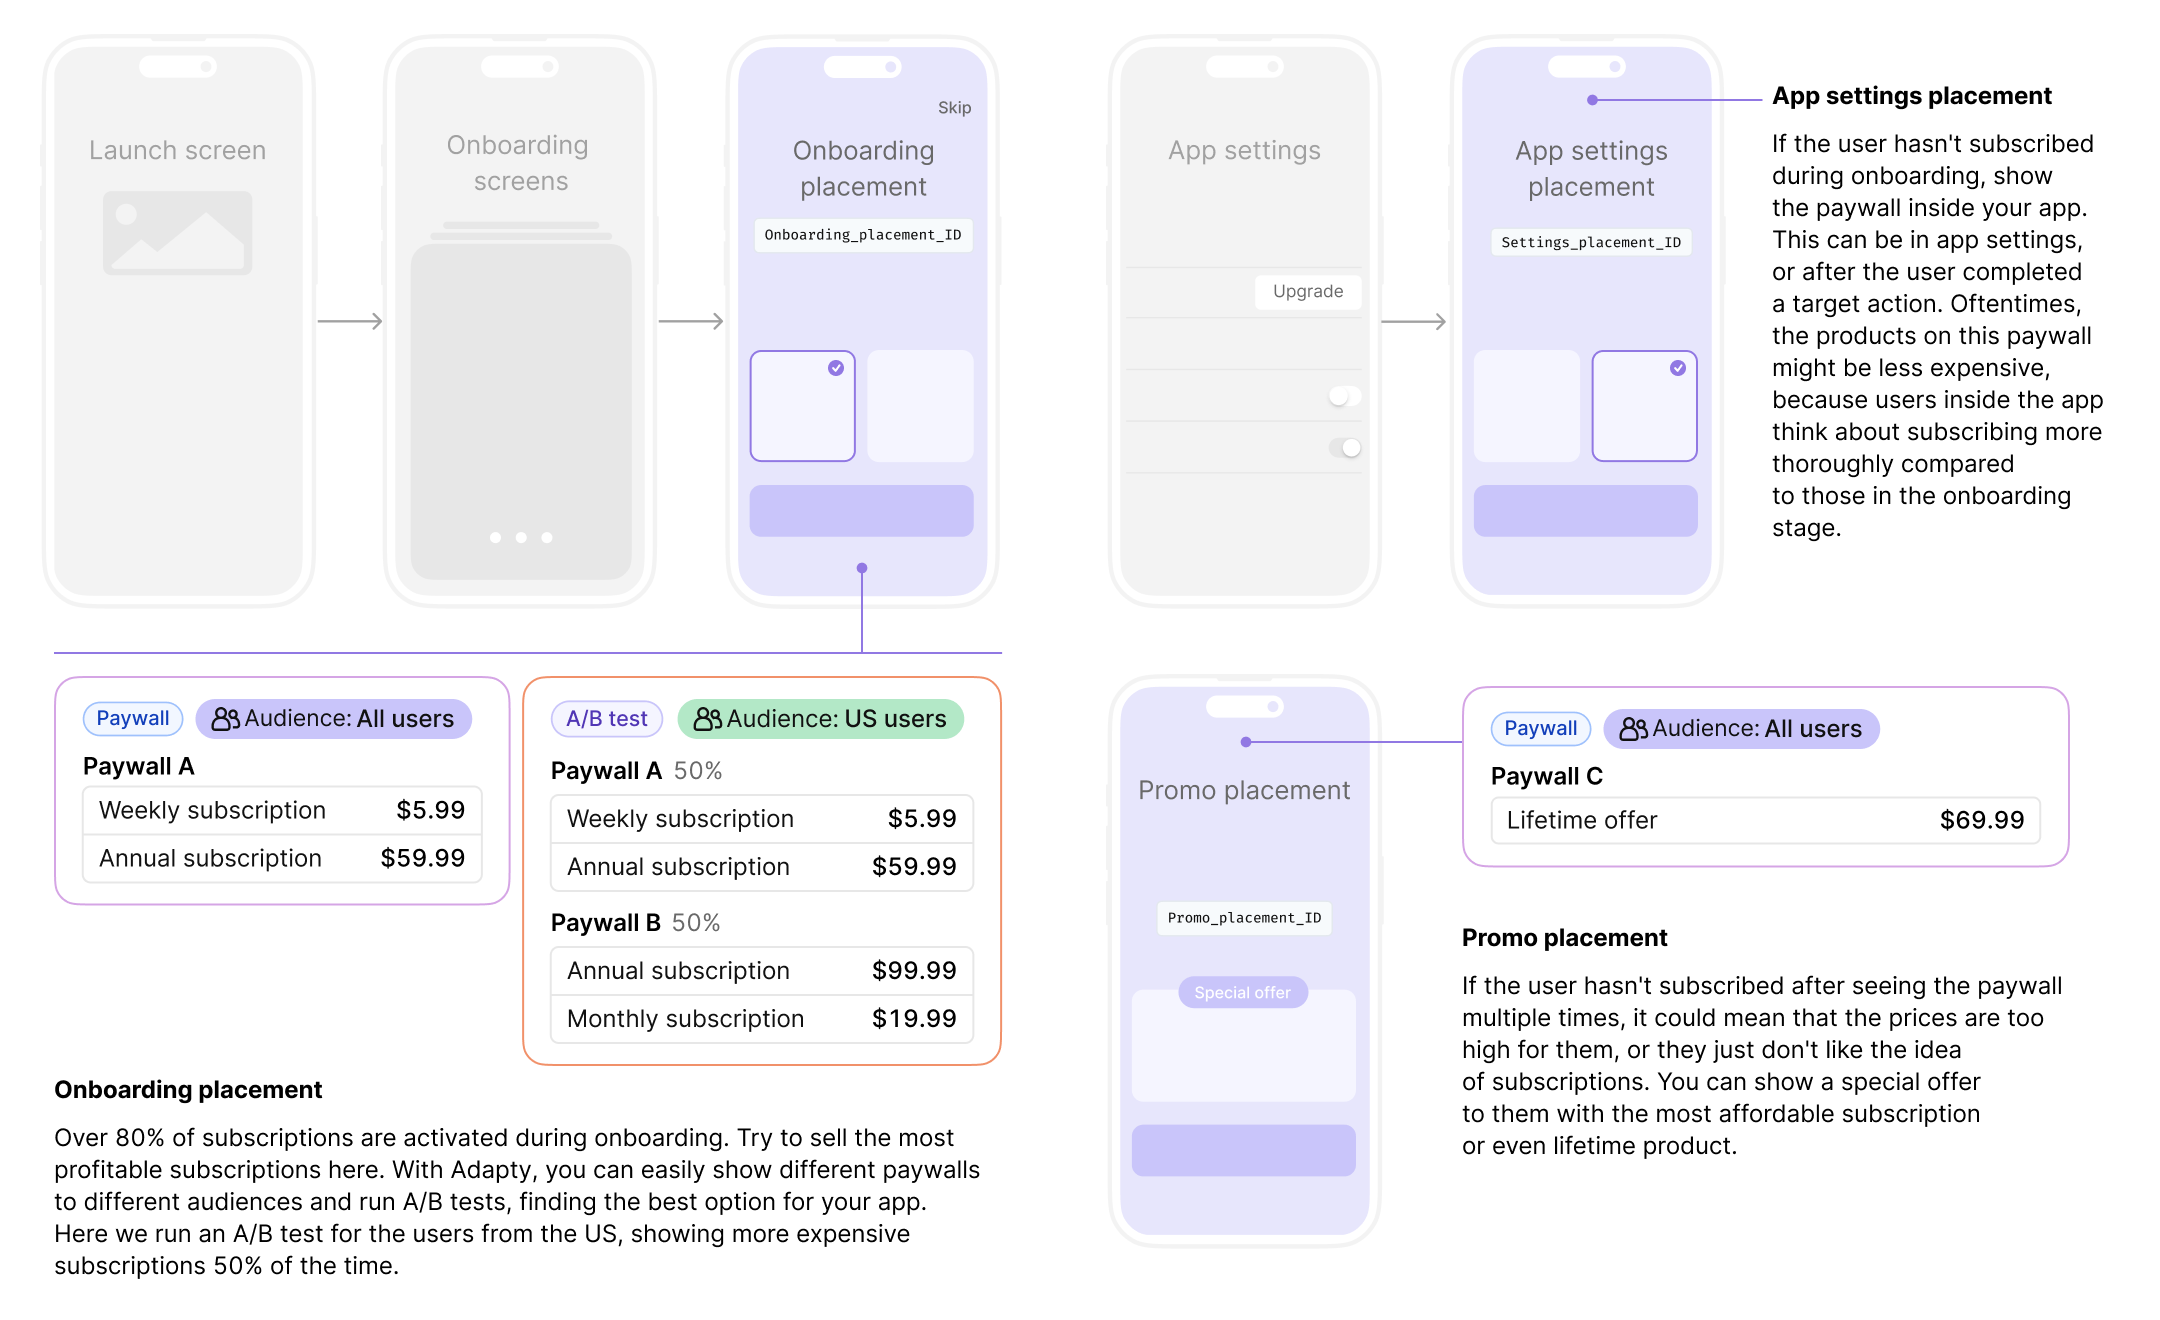 Launch screen
Onboarding
screens
Skip
Onboarding
placement
Onboarding_placement_ID
App settings
Upgrade
App settings
placement
Settings_placement_ID
App settings placement
If the user hasn't subscribed
during onboarding, show
the paywall inside your app.
This can be in app settings,
or after the user completed
a target action. Oftentimes,
the products on this paywall
might be less expensive,
because users inside the app
think about subscribing more
thoroughly compared
to those in the onboarding
stage.
Paywall Audience: All users
Paywall A
Weekly subscription $5.99
Annual subscription $59.99
A/B test Audience: US users
Paywall A 50%
Weekly subscription $5.99
Annual subscription $59.99
Paywall B 50%
Annual subscription $99.99
Monthly subscription $19.99
Onboarding placement
Over 80% of subscriptions are activated during onboarding. Try to sell the most
profitable subscriptions here. With Adapty, you can easily show different paywalls
to different audiences and run A/B tests, finding the best option for your app.
Here we run an A/B test for the users from the US, showing more expensive
subscriptions 50% of the time.
Promo placement
Promo_placement_ID
Special offer
Paywall Audience: All users
Paywall C
Lifetime offer $69.99
Promo placement
If the user hasn't subscribed after seeing the paywall
multiple times, it could mean that the prices are too
high for them, or they just don't like the idea
of subscriptions. You can show a special offer
to them with the most affordable subscription
or even lifetime product.